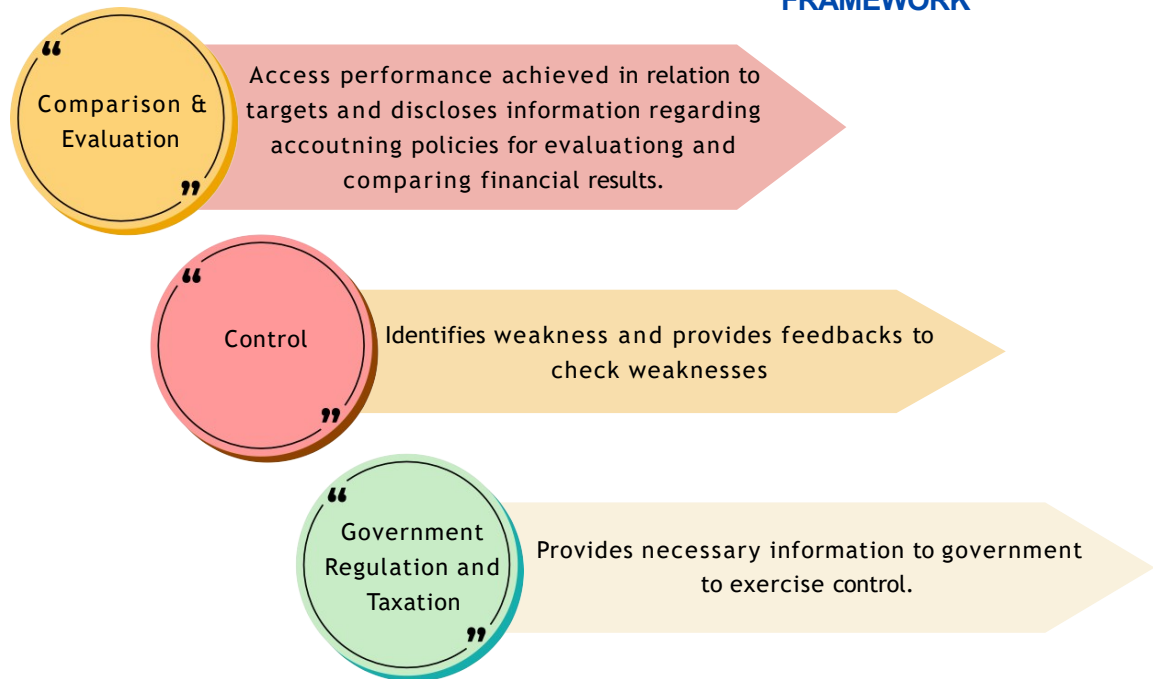 FRAMEWORK
“
Comparison &
Evaluation
”
Access performance achieved in relation to
targets and discloses information regarding
accoutning policies for evaluationg and
comparing financial results.
“
Control
”
Identifies weakness and provides feedbacks to
check weaknesses
“
Government
Regulation and
Taxation
”
Provides necessary information to government
to exercise control.